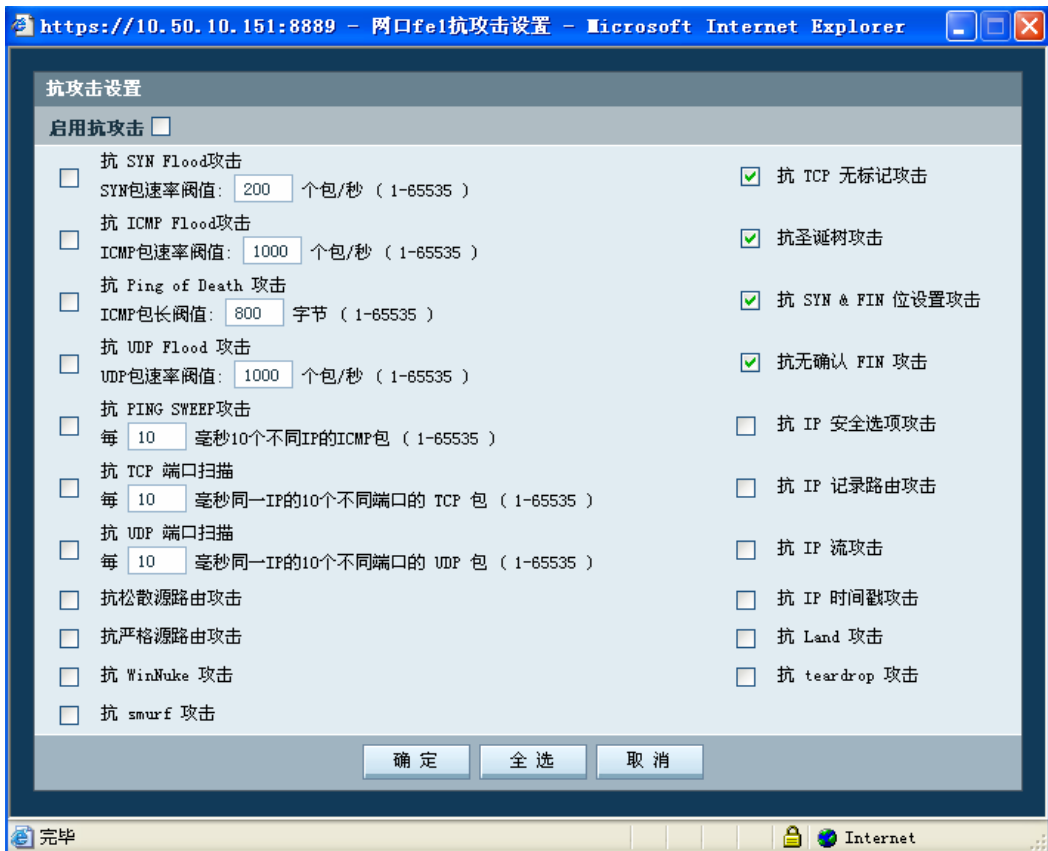 https://10.50.10.151:8889 - 网口fe1抗攻击设置 - Microsoft Internet Explorer
抗攻击设置
启用抗攻击
抗 SYN Flood攻击
SYN包速率阀值: 200 个包/秒 ( 1-65535 )
抗 TCP 无标记攻击
抗 ICMP Flood攻击
ICMP包速率阀值: 1000 个包/秒 ( 1-65535 )
抗圣诞树攻击
抗 Ping of Death 攻击
ICMP包长阀值: 800 字节 ( 1-65535 )
抗 SYN & FIN 位设置攻击
抗 UDP Flood 攻击
UDP包速率阀值: 1000 个包/秒 ( 1-65535 )
抗无确认 FIN 攻击
抗 PING SWEEP攻击
每 10 毫秒10个不同IP的ICMP包 ( 1-65535 )
抗 IP 安全选项攻击
抗 TCP 端口扫描
每 10 毫秒同一IP的10个不同端口的 TCP 包 ( 1-65535 )
抗 IP 记录路由攻击
抗 UDP 端口扫描
每 10 毫秒同一IP的10个不同端口的 UDP 包 ( 1-65535 )
抗 IP 流攻击
抗松散源路由攻击
抗 IP 时间戳攻击
抗严格源路由攻击
抗 Land 攻击
抗 WinNuke 攻击
抗 teardrop 攻击
抗 smurf 攻击
确 定
全 选
取 消
完毕
Internet